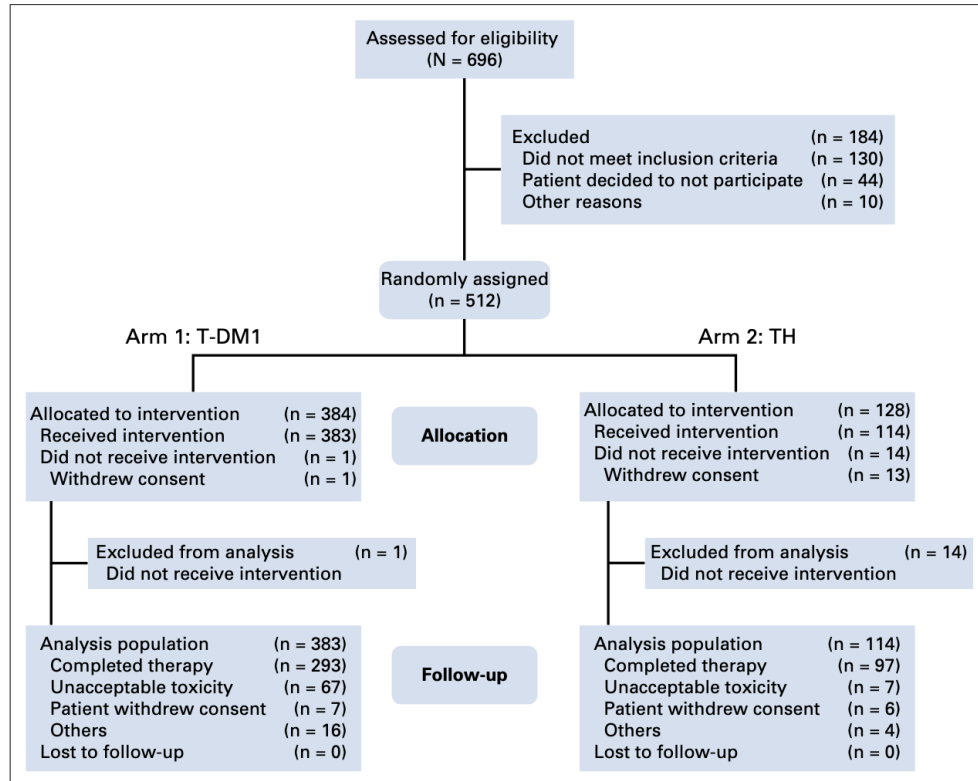 Assessed for eligibility
(N = 696)
Excluded (n = 184)
Did not meet inclusion criteria (n = 130)
Patient decided to not participate (n = 44)
Other reasons (n = 10)
Randomly assigned
(n = 512)
Arm 1: T-DM1
Arm 2: TH
Allocated to intervention (n = 384)
Received intervention (n = 383)
Did not receive intervention (n = 1)
Withdrew consent (n = 1)
Allocation
Allocated to intervention (n = 128)
Received intervention (n = 114)
Did not receive intervention (n = 14)
Withdrew consent (n = 13)
Excluded from analysis (n = 1)
Did not receive intervention
Excluded from analysis (n = 14)
Did not receive intervention
Analysis population (n = 383)
Completed therapy (n = 293)
Unacceptable toxicity (n = 67)
Patient withdrew consent (n = 7)
Others (n = 16)
Lost to follow-up (n = 0)
Follow-up
Analysis population (n = 114)
Completed therapy (n = 97)
Unacceptable toxicity (n = 7)
Patient withdrew consent (n = 6)
Others (n = 4)
Lost to follow-up (n = 0)